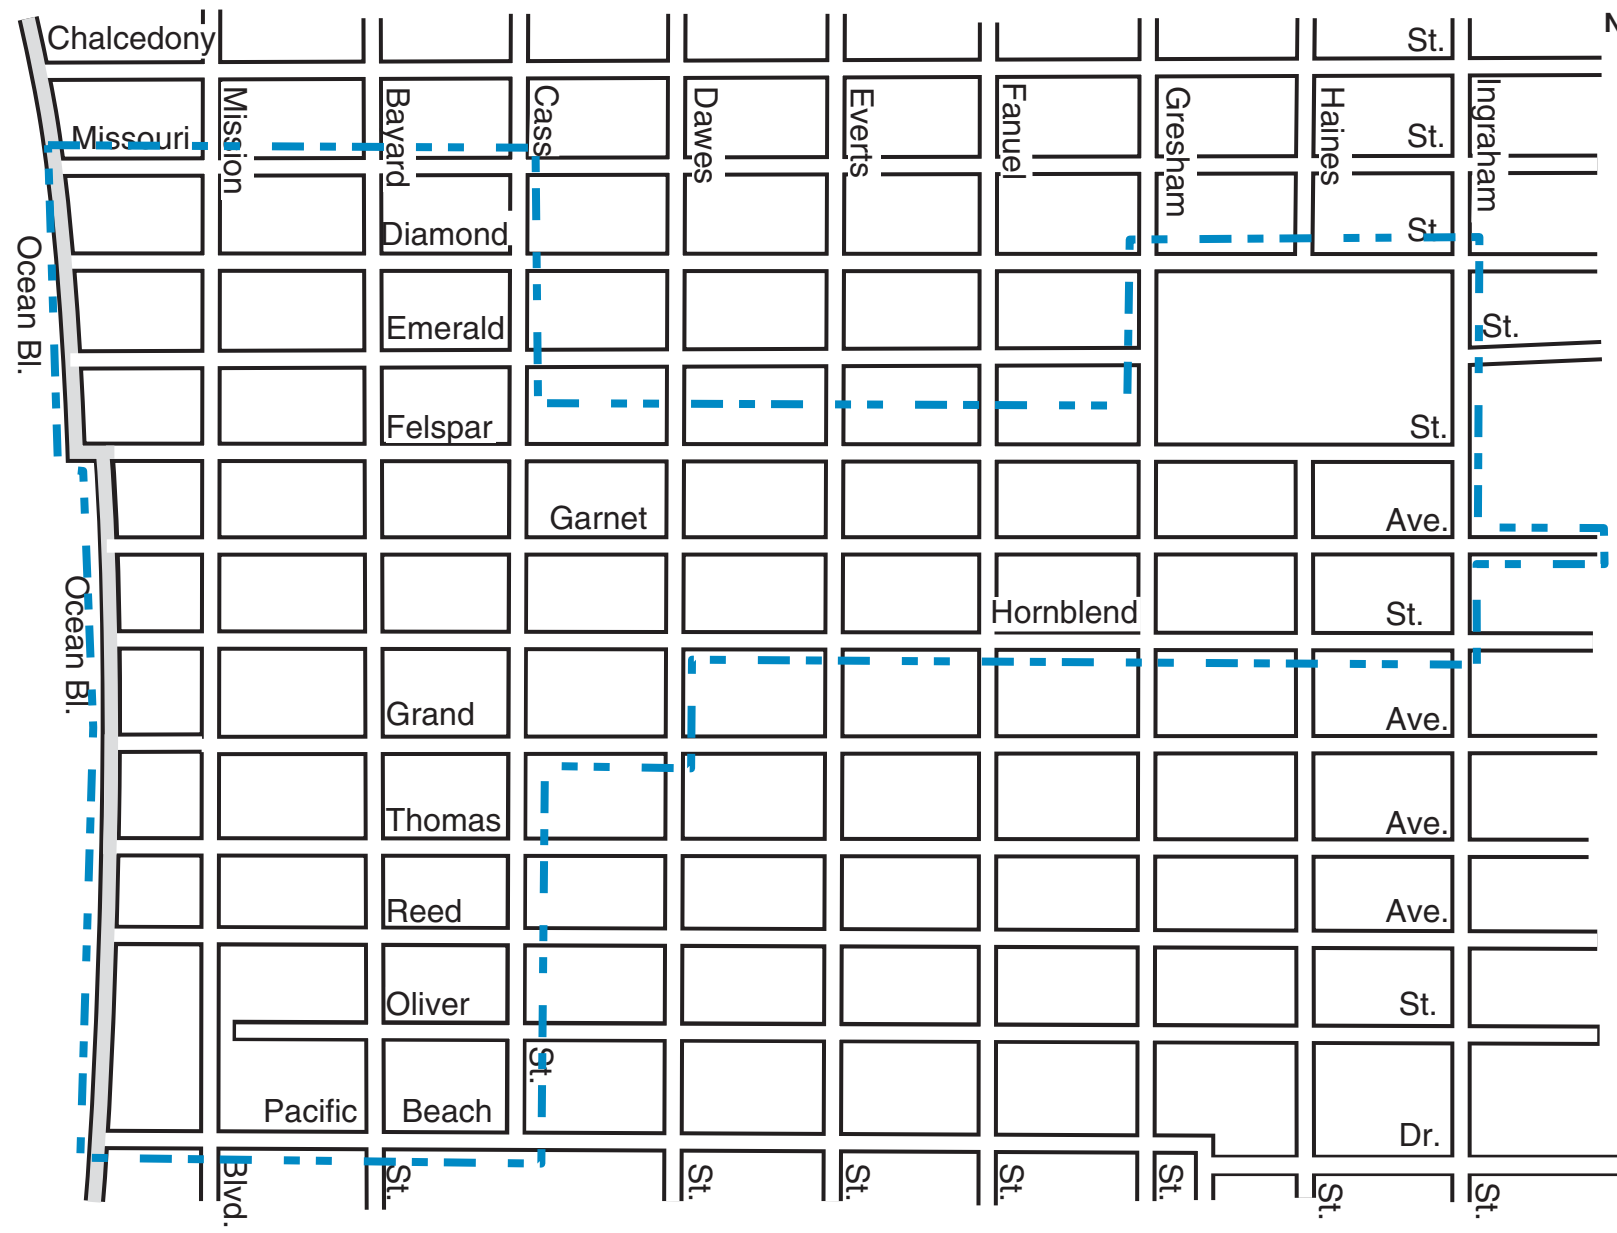 N
Chalcedony St.
Mission
Bayard
Cass
Dawes
Everts
Fanuel
Gresham
Haines
Ingraham
Missouri St.
Diamond St.
Ocean Bl.
Emerald St.
Felspar St.
Garnet Ave.
Ocean Bl.
Hornblend St.
Grand Ave.
Thomas Ave.
Reed Ave.
Oliver St.
St.
Pacific Beach Dr.
Blvd.
St.
St.
St.
St.
St.
St.
St.